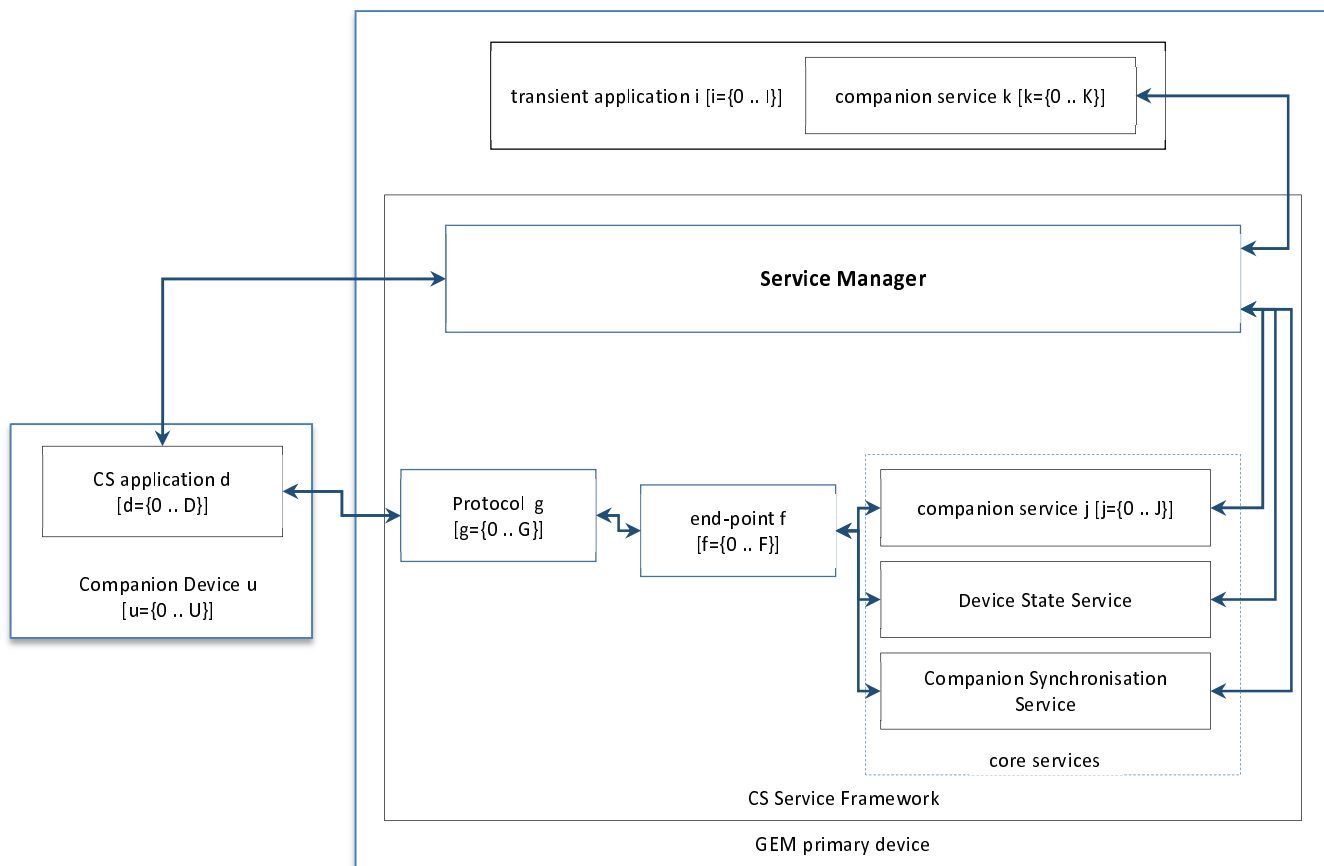 transient application i [i={0 .. I}]
companion service k [k={0 .. K}]
Service Manager
CS application d
[d={0 .. D}]
Companion Device u
[u={0 .. U}]
Protocol g
[g={0 .. G}]
end-point f
[f={0 .. F}]
companion service j [j={0 .. J}]
Device State Service
Companion Synchronisation
Service
core services
CS Service Framework
GEM primary device